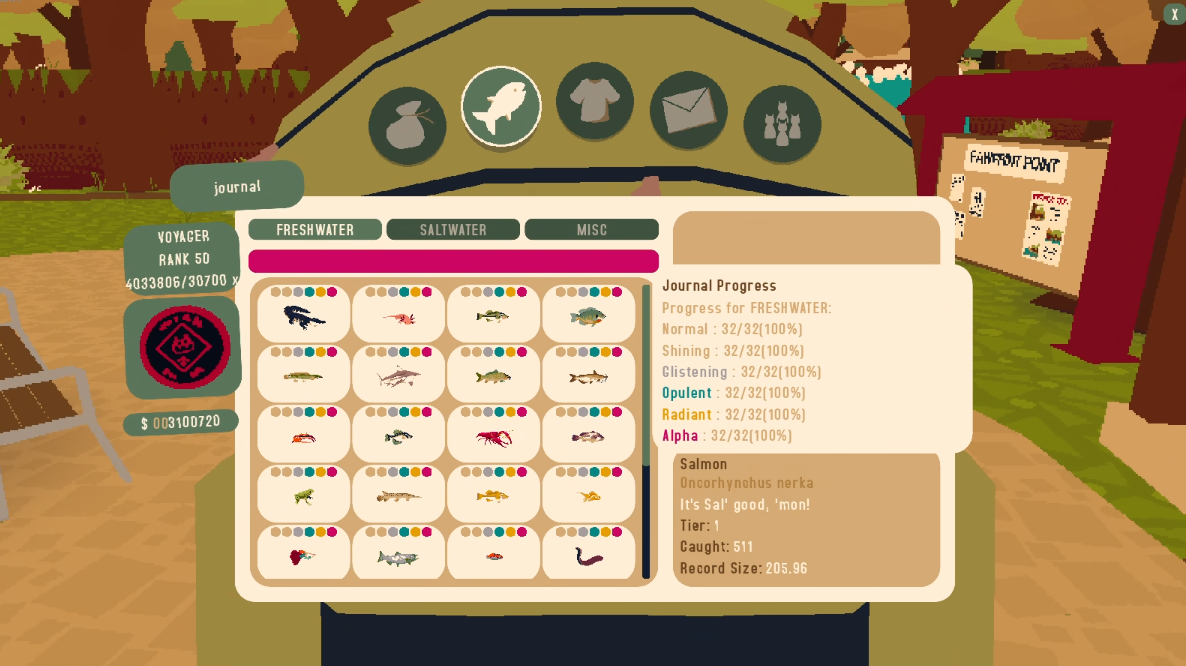 X
FAWNFRONT POINT
journal
VOYAGER
RANK 50
4033806/30700 x
$ 003100720
FRESHWATER
SALTWATER
MISC
Journal Progress
Progress for FRESHWATER:
Normal : 32/32(100%)
Shining : 32/32(100%)
Glistening : 32/32(100%)
Opulent : 32/32(100%)
Radiant : 32/32(100%)
Alpha : 32/32(100%)
Salmon
Oncorhynohus nerka
It's Sal' good, 'mon!
Tier: 1
Caught: 511
Record Size: 205.96